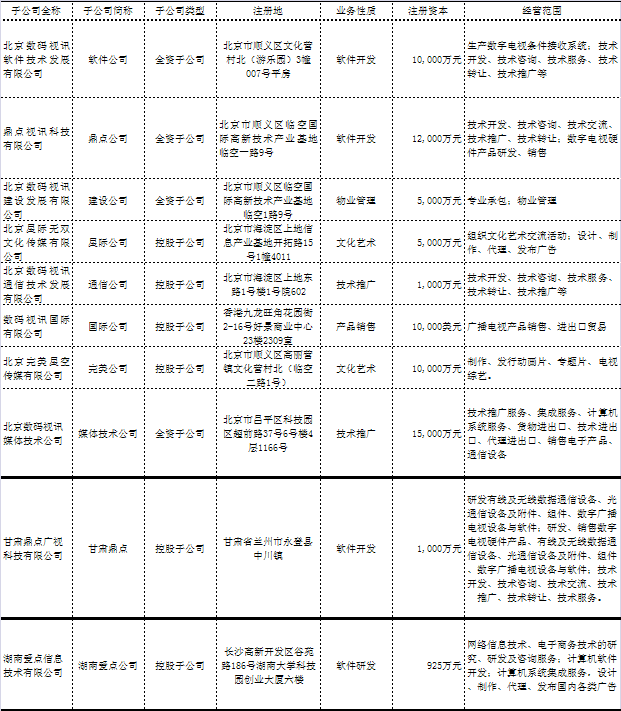 子公司全称 子公司简称 子公司类型 注册地 业务性质 注册资本 经营范围
北京数码视讯
软件技术发展
有限公司
软件公司
全资子公司
北京市顺义区文化营
村北（游乐园）3幢
007号平房
软件开发
10,000万元
生产数字电视条件接收系统；技术
开发、技术咨询、技术服务、技术
转让、技术推广等
鼎点视讯科技
有限公司
鼎点公司
全资子公司
北京市顺义区临空国
际高新技术产业基地
临空一路9号
软件开发
12,000万元
技术开发、技术咨询、技术交流、
技术推广、技术转让；数字电视硬
件产品研发、销售
北京数码视讯
建设发展有限
公司
建设公司
全资子公司
北京市顺义区临空国
际高新技术产业基地
临空1路9号
物业管理
5,000万元
专业承包；物业管理
北京星际无双
文化传媒有限
公司
星际公司
控股子公司
北京市海淀区上地信
息产业基地开拓路15
号1幢4011
文化艺术
5,000万元
组织文化艺术交流活动；设计、制
作、代理、发布广告
北京数码视讯
通信技术发展
有限公司
通信公司
控股子公司
北京市海淀区上地东
路1号楼1号院602
技术推广
1,000万元
技术开发、技术咨询、技术服务、
技术转让、技术推广等
数码视讯国际
有限公司
国际公司
控股子公司
香港九龙旺角花园街
2-16号好景商业中心
23楼2309室
产品销售
10,000美元
广播电视产品销售、进出口贸易
北京完美星空
传媒有限公司
完美公司
控股子公司
北京市顺义区高丽营
镇文化营村北（临空
二路1号）
文化艺术
10,000万元
制作、发行动画片、专题片、电视
综艺。
北京数码视讯
媒体技术公司
媒体技术公司
全资子公司
北京市昌平区科技园
区超前路37号6号楼4
层1166号
技术推广
15,000万元
技术推广服务、集成服务、计算机
系统服务、货物进出口、技术进出
口、代理进出口、销售电子产品、
通信设备
甘肃鼎点广视
科技有限公司
甘肃鼎点
控股子公司
甘肃省兰州市永登县
中川镇
软件开发
1,000万元
研发有线及无线数据通信设备、光
通信设备及附件、组件、数字广播
电视设备与软件；研发、销售数字
电视硬件产品、有线及无线数据通
信设备、光通信设备及附件、组件
、数字广播电视设备与软件；技术
开发、技术咨询、技术交流、技术
推广、技术转让、技术服务。
湖南爱点信息
技术有限公司
湖南爱点公司
控股子公司
长沙高新开发区谷苑
路186号湖南大学科技
园创业大厦六楼
软件研发
925万元
网络信息技术、电子商务技术的研
究、研发及咨询服务；计算机软件
开发；计算机系统集成服务。设计
、制作、代理、发布国内各类广告